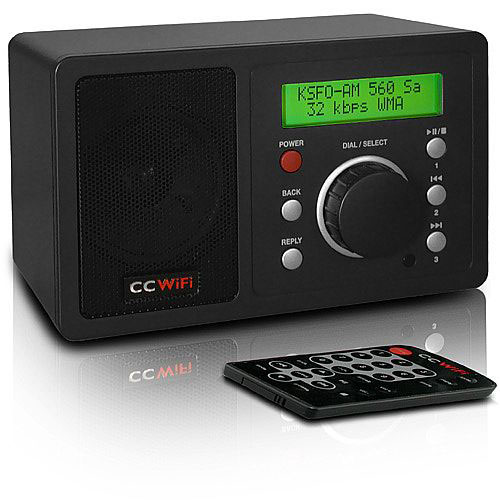 KSFO-AM 560 Sa
32 kbps WMA
POWER
DIAL / SELECT
1
BACK
2
REPLY
3
CCWiFi
CCWiFi